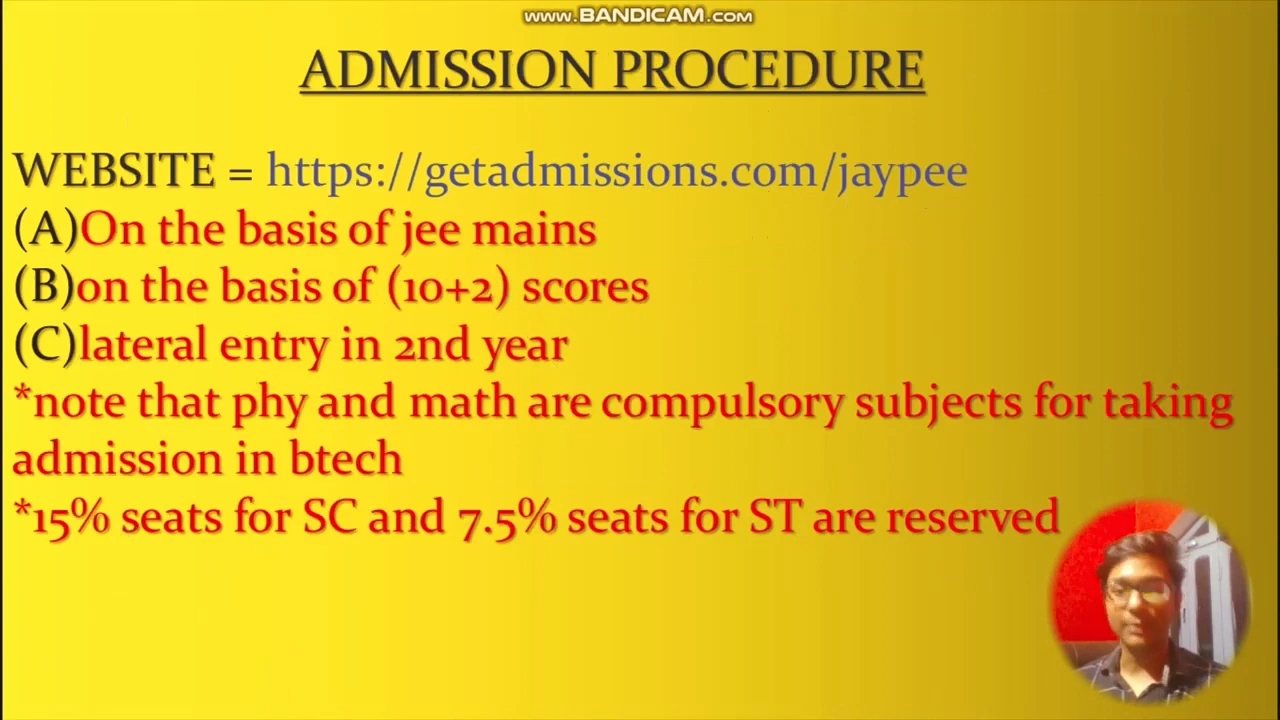 www.BANDICAM.com
ADMISSION PROCEDURE
WEBSITE = https://getadmissions.com/jaypee
(A)On the basis of jee mains
(B)on the basis of (10+2) scores
(C)lateral entry in 2nd year
*note that phy and math are compulsory subjects for taking
admission in btech
*15% seats for SC and 7.5% seats for ST are reserved